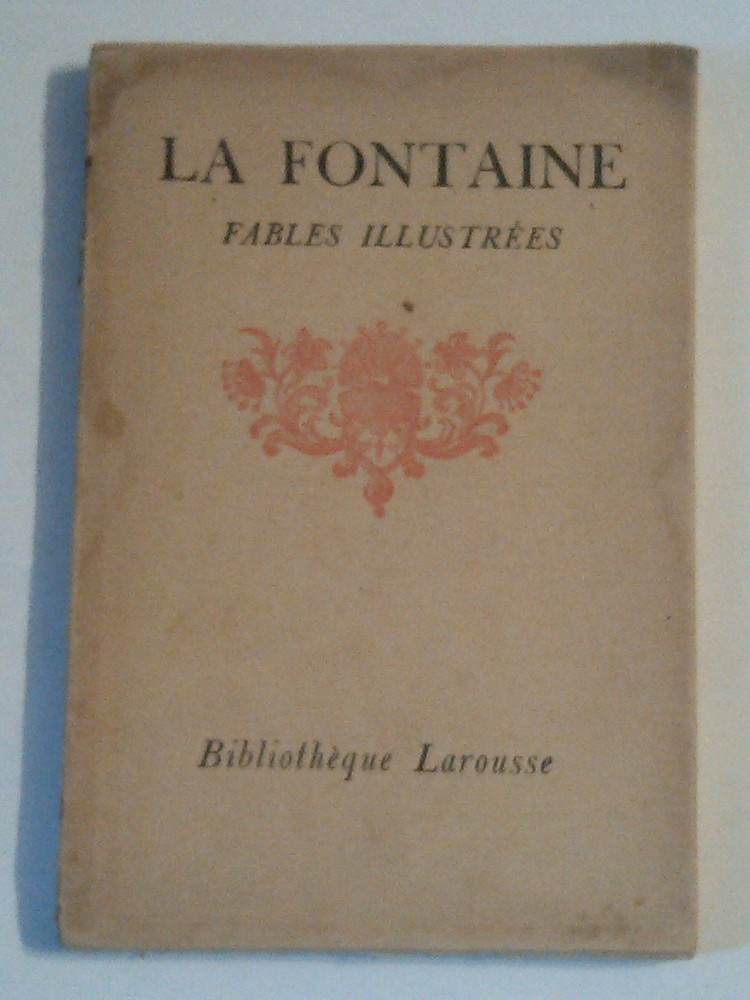 LA FONTAINE
FABLES ILLUSTRÉES
Bibliothèque Larousse